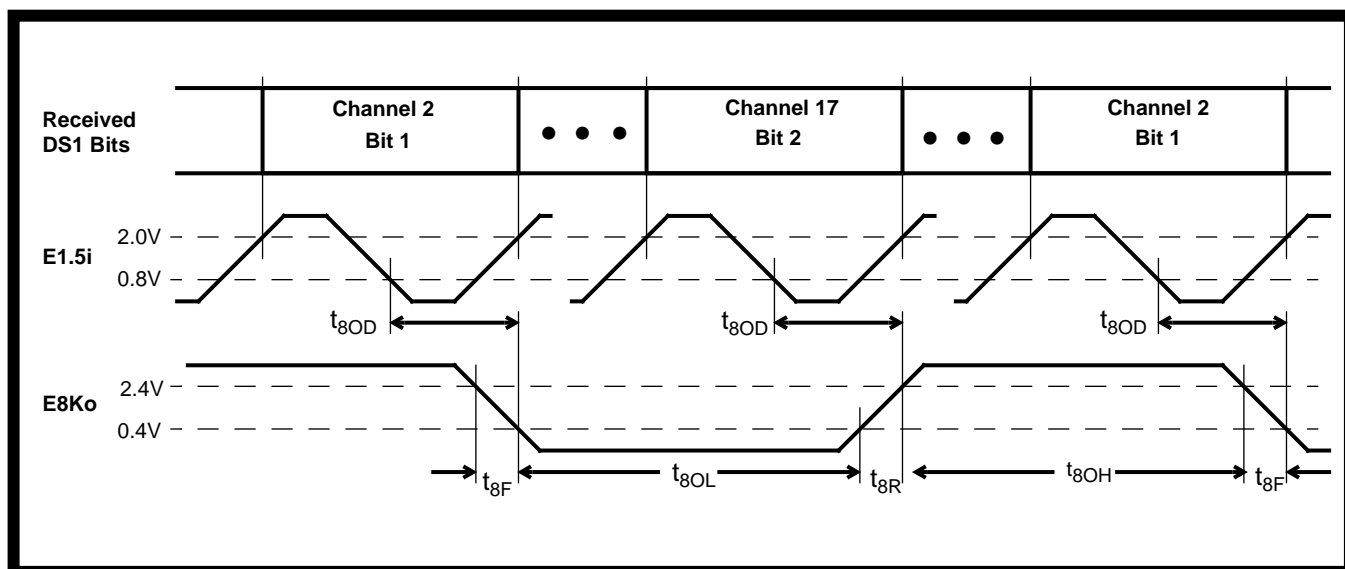 Received
DS1 Bits
Channel 2
Bit 1
• • •
Channel 17
Bit 2
• • •
Channel 2
Bit 1
E1.5i
2.0V
0.8V
t8OD
t8OD
t8OD
E8Ko
2.4V
0.4V
t8F
t8OL
t8R
t8OH
t8F